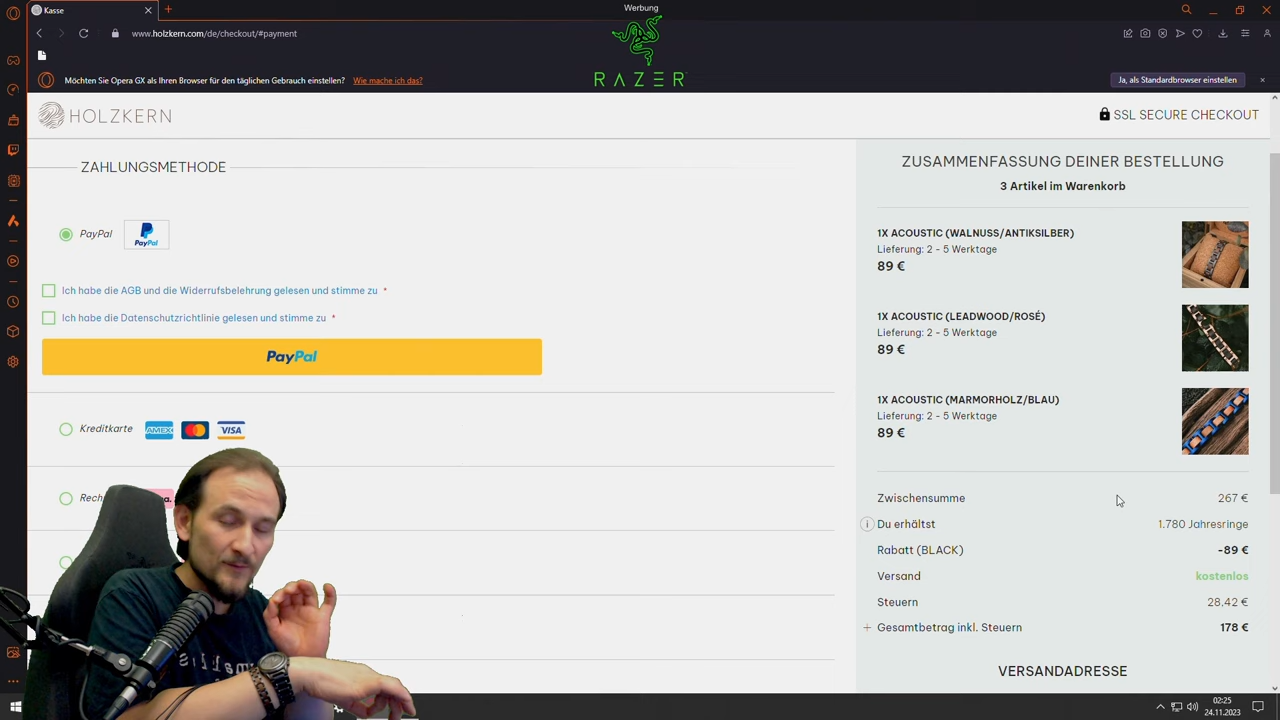 Werbung
Kasse
www.holzkern.com/de/checkout/#payment
RAZER
Möchten Sie Opera GX als Ihren Browser für den täglichen Gebrauch einstellen? Wie mache ich das?
Ja, als Standardbrowser einstellen
HOLZKERN
SSL SECURE CHECKOUT
ZAHLUNGSMETHODE
PayPal PayPal
Ich habe die AGB und die Widerrufsbelehrung gelesen und stimme zu *
Ich habe die Datenschutzrichtlinie gelesen und stimme zu *
PayPal
Kreditkarte AMEX VISA
Rech
a.
ZUSAMMENFASSUNG DEINER BESTELLUNG
3 Artikel im Warenkorb
1X ACOUSTIC (WALNUSS/ANTIKSILBER)
Lieferung: 2 - 5 Werktage
89 €
1X ACOUSTIC (LEADWOOD/ROSÉ)
Lieferung: 2 - 5 Werktage
89 €
1X ACOUSTIC (MARMORHOLZ/BLAU)
Lieferung: 2 - 5 Werktage
89 €
Zwischensumme 267 €
Du erhältst 1.780 Jahresringe
Rabatt (BLACK) -89 €
Versand kostenlos
Steuern 28,42 €
+ Gesamtbetrag inkl. Steuern 178 €
VERSANDADRESSE
02:25
24.11.2023